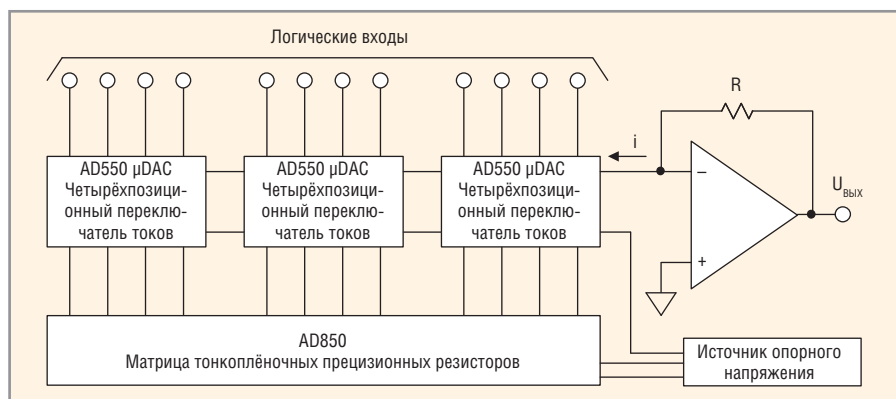 Логические входы
R
i
AD550 µDAC
Четырёхпозици-
онный переклю-
чатель токов
AD550 µDAC
Четырёхпозици-
онный переклю-
чатель токов
AD550 µDAC
Четырёхпозици-
онный переклю-
чатель токов
–
+
Uвых
AD850
Матрица тонкоплёночных прецизионных резисторов
Источник опорного
напряжения